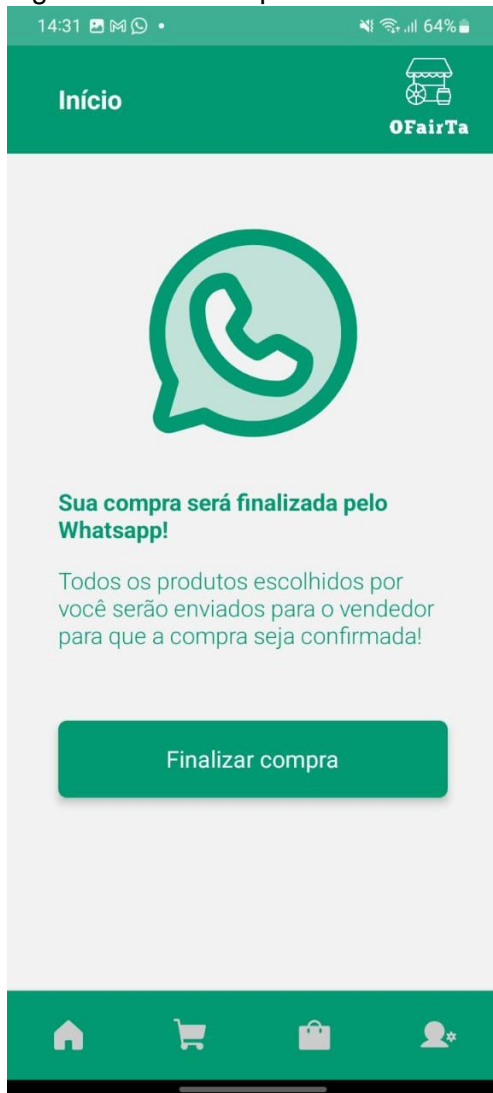 14:31
64%
Início
OFairTa
Sua compra será finalizada pelo
Whatsapp!
Todos os produtos escolhidos por
você serão enviados para o vendedor
para que a compra seja confirmada!
Finalizar compra